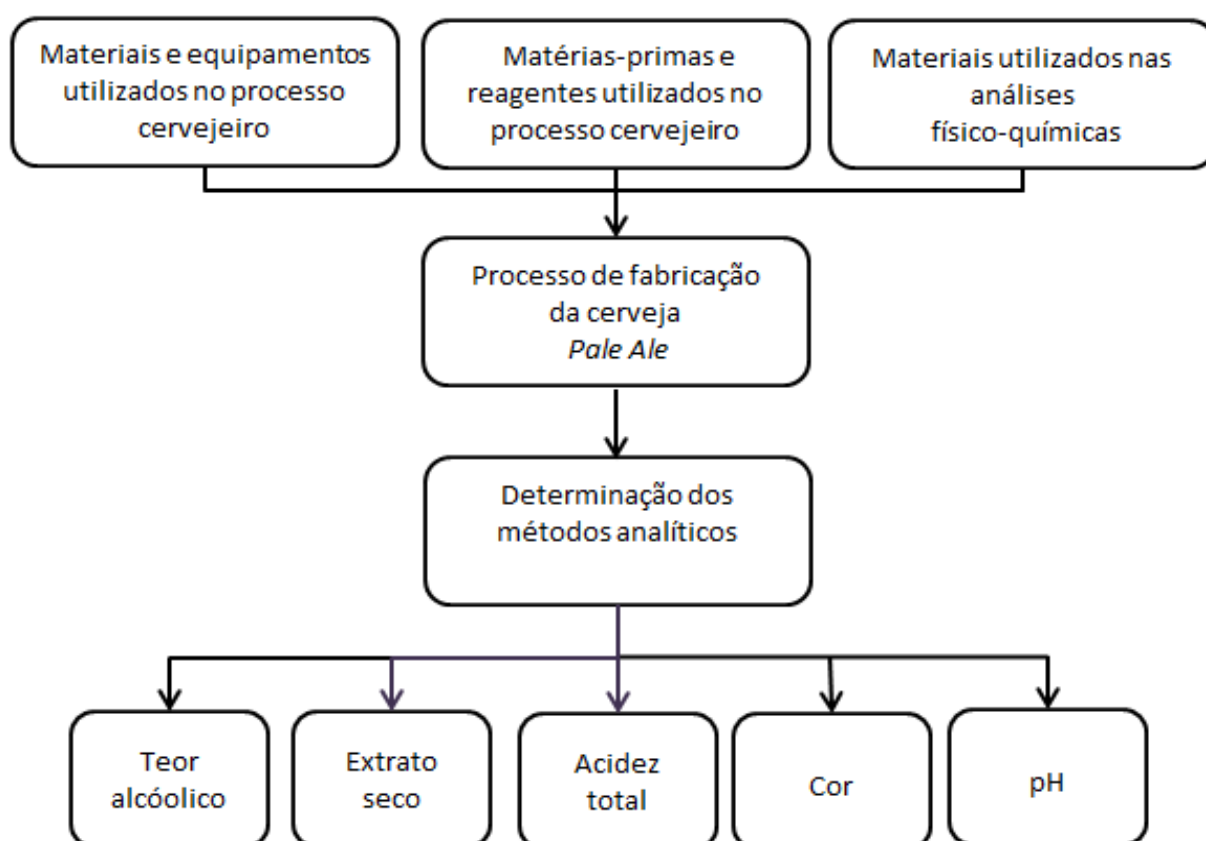 Materiais e equipamentos
utilizados no processo
cervejeiro
Matérias-primas e
reagentes utilizados no
processo cervejeiro
Materiais utilizados nas
análises
físico-químicas
Processo de fabricação
da cerveja
Pale Ale
Determinação dos
métodos analíticos
Teor
alcóolico
Extrato
seco
Acidez
total
Cor
pH